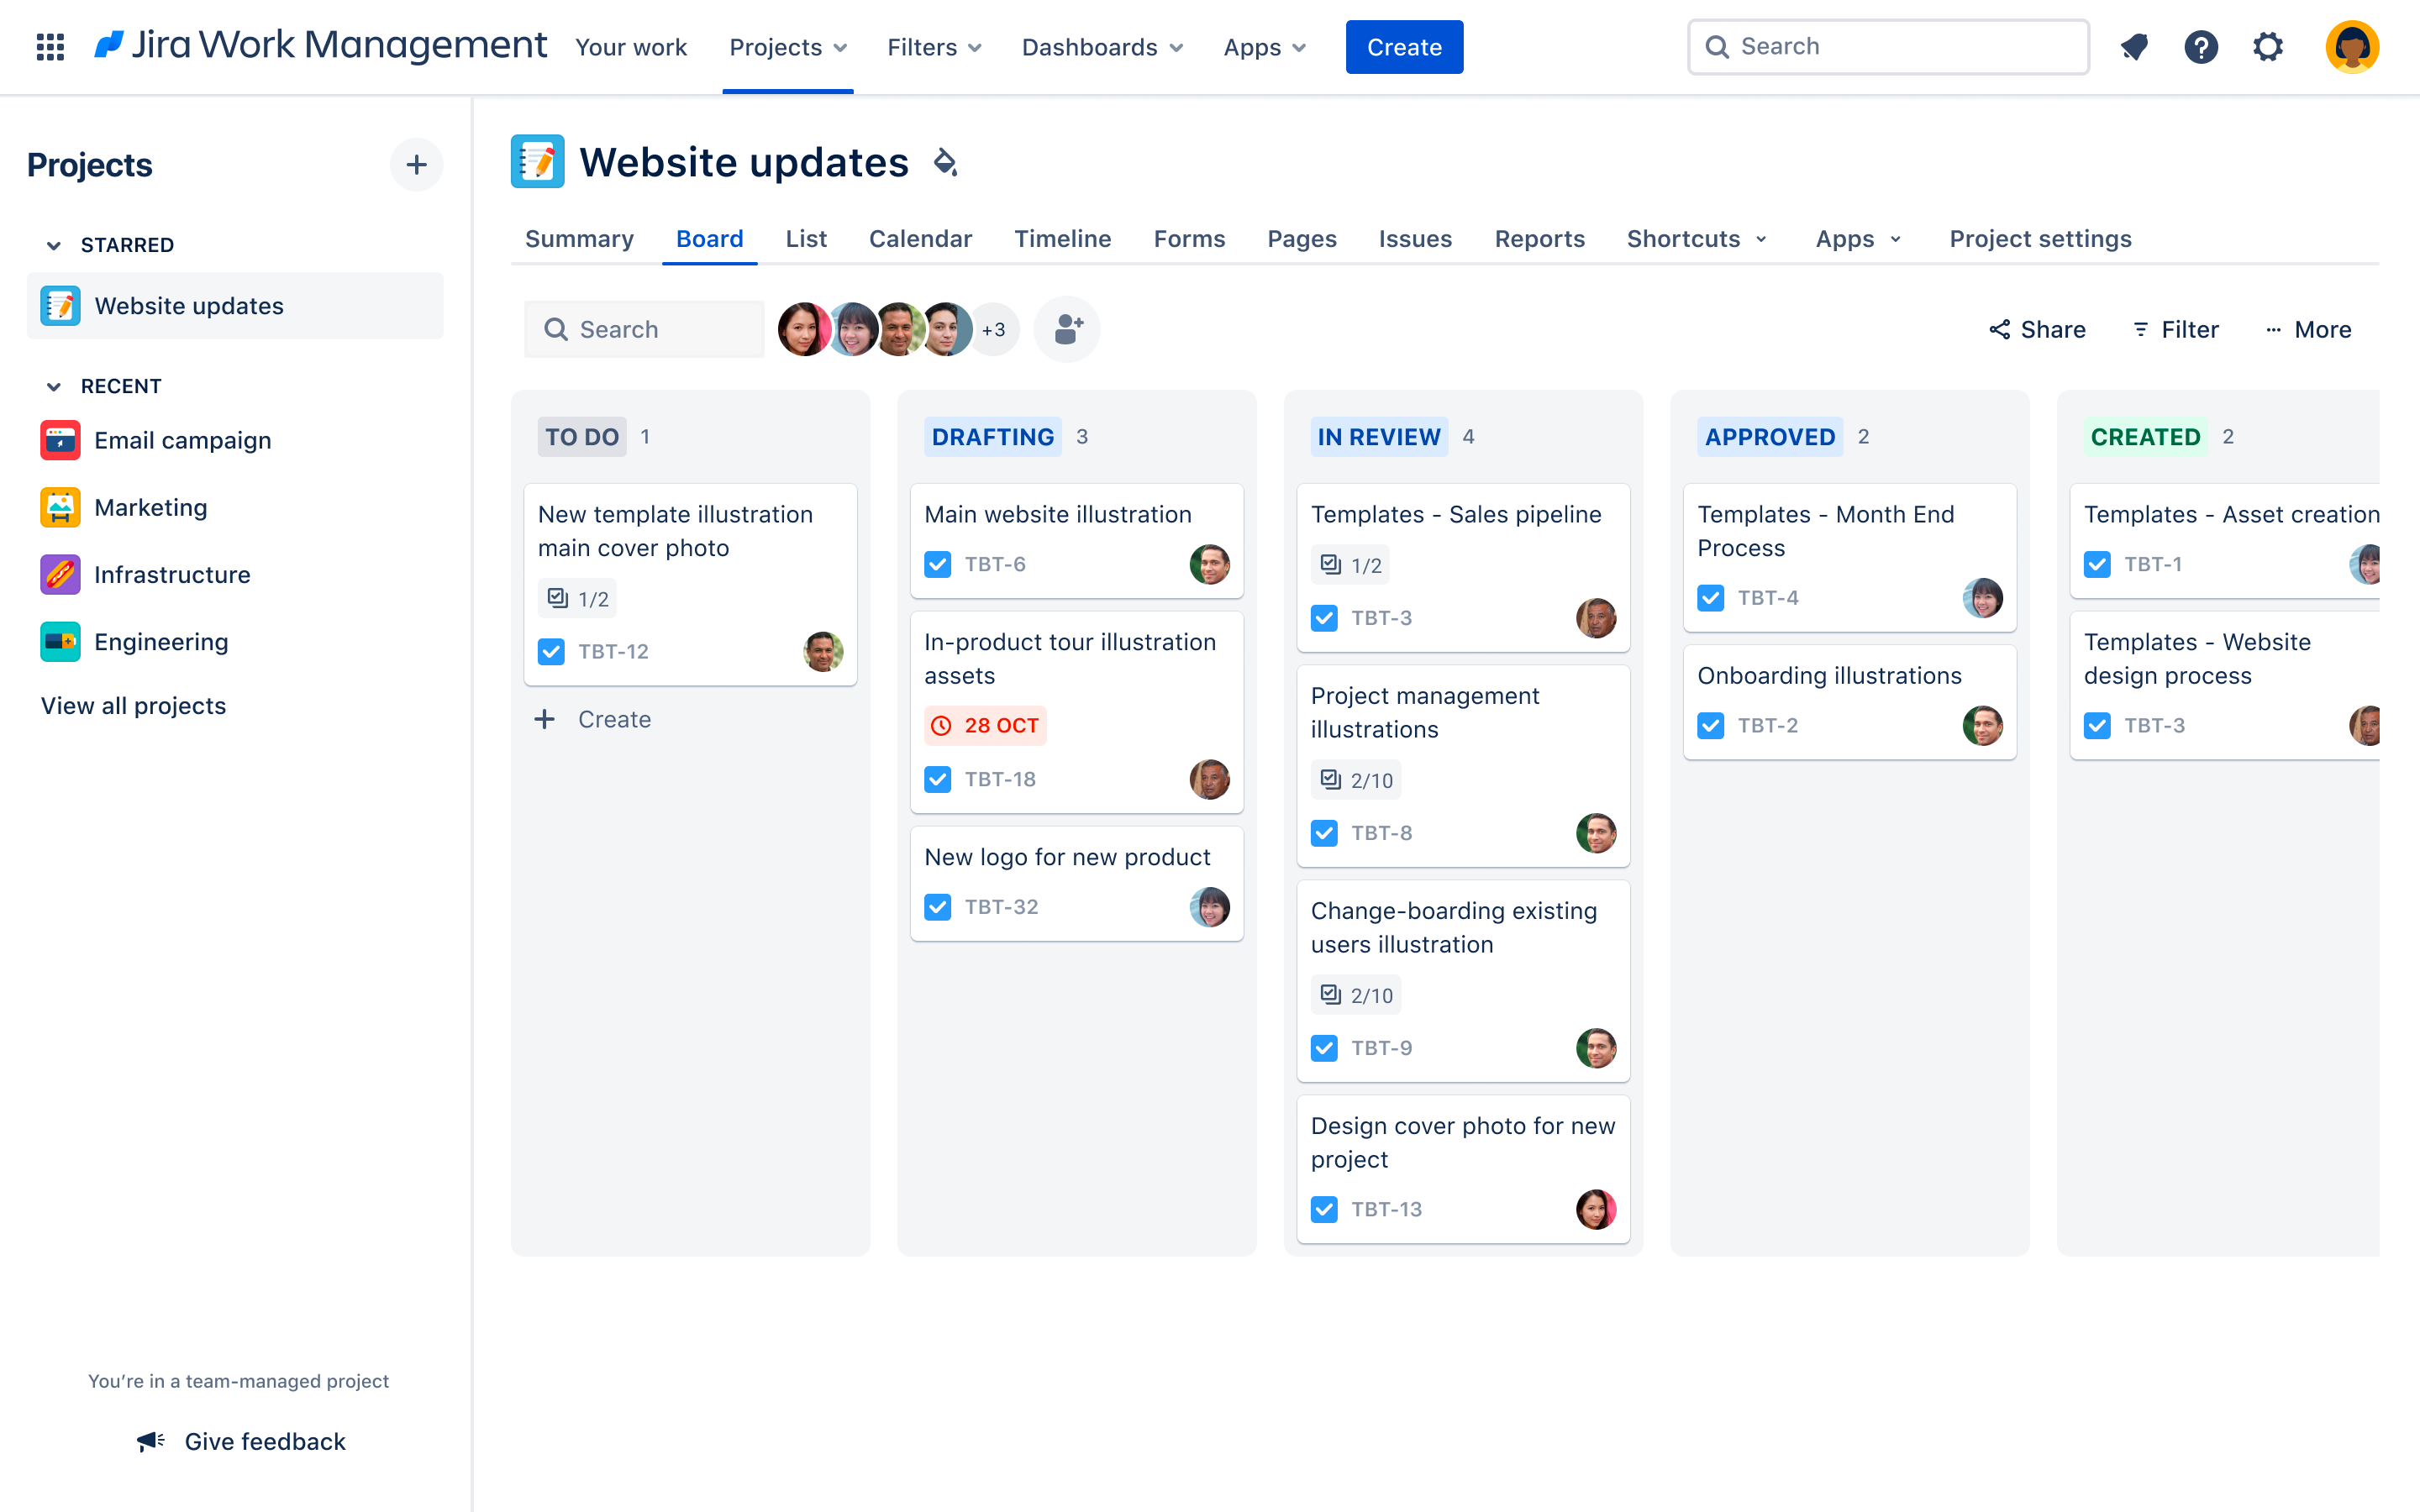 Jira Work Management
Your work
Projects
Filters
Dashboards
Apps
Create
Search
Projects
STARRED
Website updates
RECENT
Email campaign
Marketing
Infrastructure
Engineering
View all projects
You’re in a team-managed project
Give feedback
Website updates
Summary
Board
List
Calendar
Timeline
Forms
Pages
Issues
Reports
Shortcuts
Apps
Project settings
Search
+3
Share
Filter
More
TO DO 1
New template illustration
main cover photo
1/2
TBT-12
Create
DRAFTING 3
Main website illustration
TBT-6
In-product tour illustration
assets
28 OCT
TBT-18
New logo for new product
TBT-32
IN REVIEW 4
Templates - Sales pipeline
1/2
TBT-3
Project management
illustrations
2/10
TBT-8
Change-boarding existing
users illustration
2/10
TBT-9
Design cover photo for new
project
TBT-13
APPROVED 2
Templates - Month End
Process
TBT-4
Onboarding illustrations
TBT-2
CREATED 2
Templates - Asset creation
TBT-1
Templates - Website
design process
TBT-3